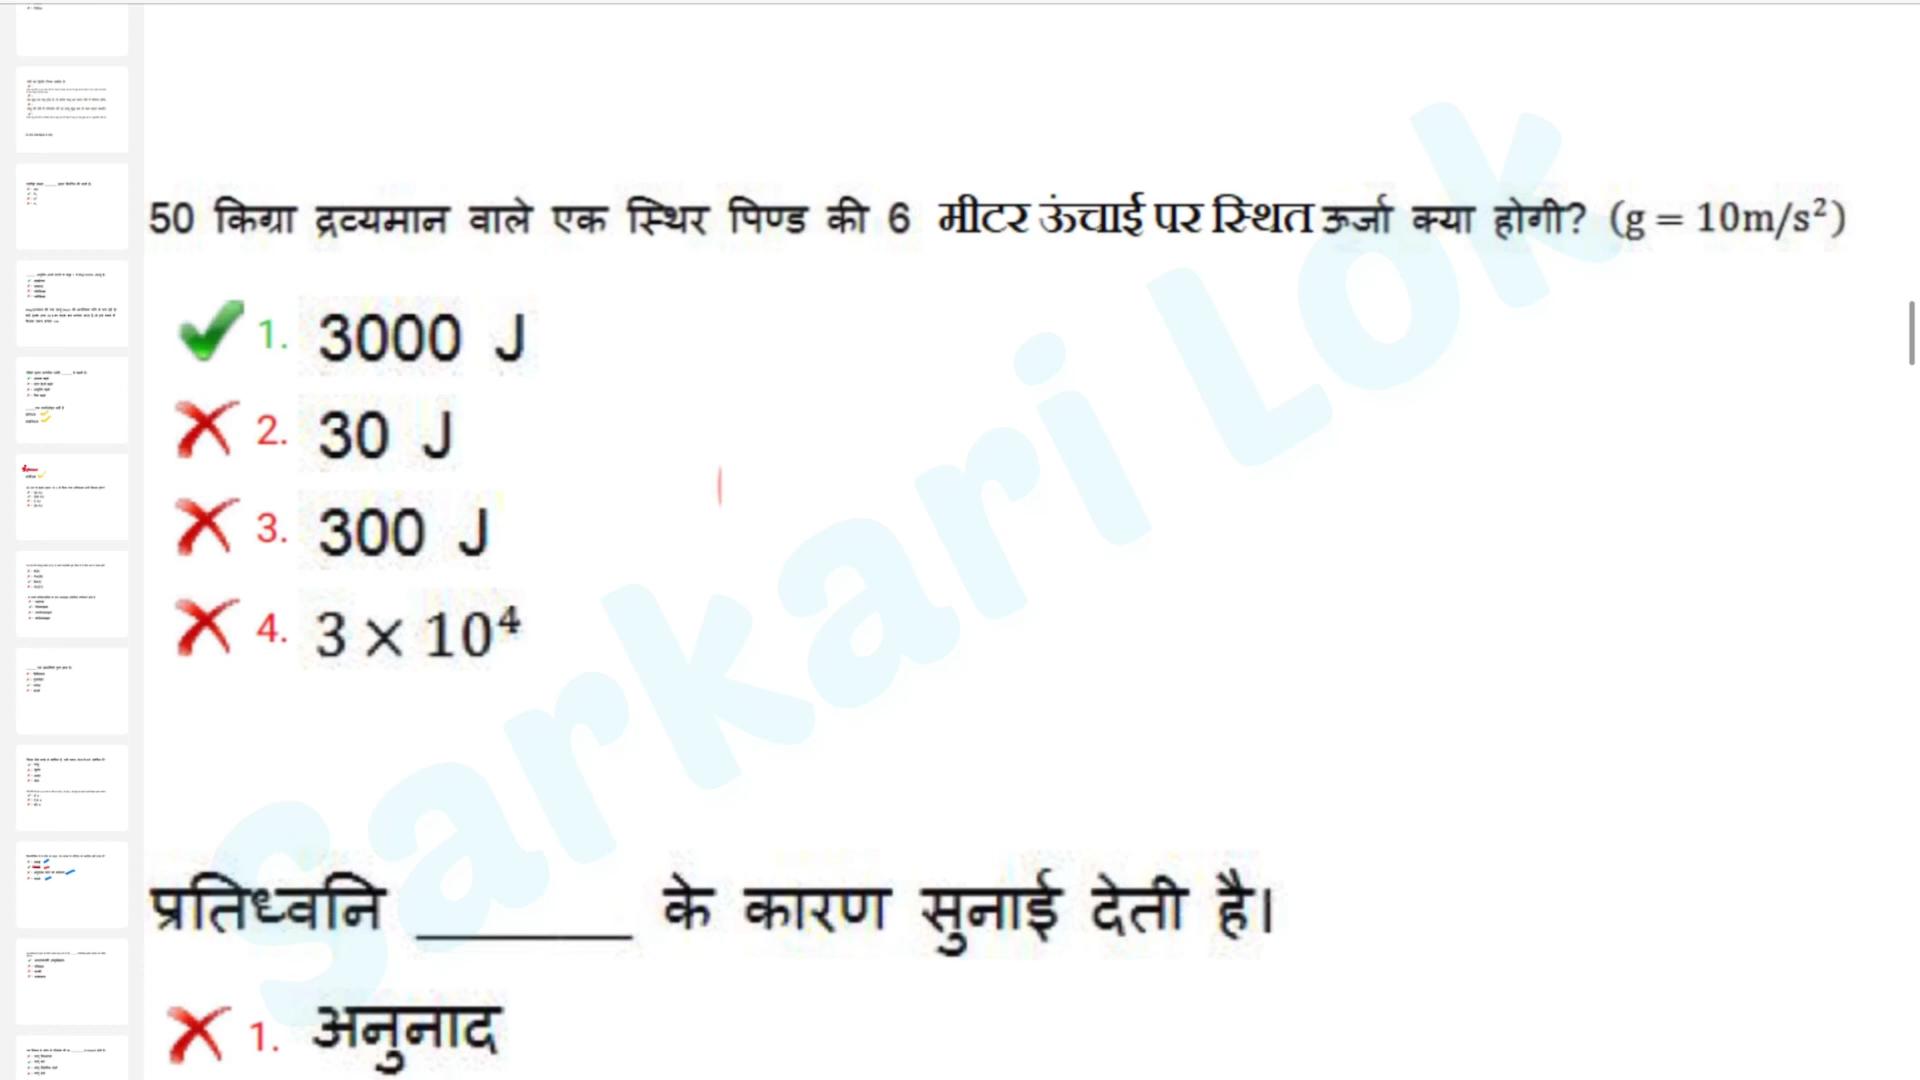 50 किग्रा द्रव्यमान वाले एक स्थिर पिण्ड की 6 मीटर ऊंचाई पर स्थित ऊर्जा क्या होगी? (g = 10m/s²)
1. 3000 J
2. 30 J
3. 300 J
4. 3 × 10⁴
प्रतिध्वनि ______ के कारण सुनाई देती है।
1. अनुनाद
Sarkari Lok